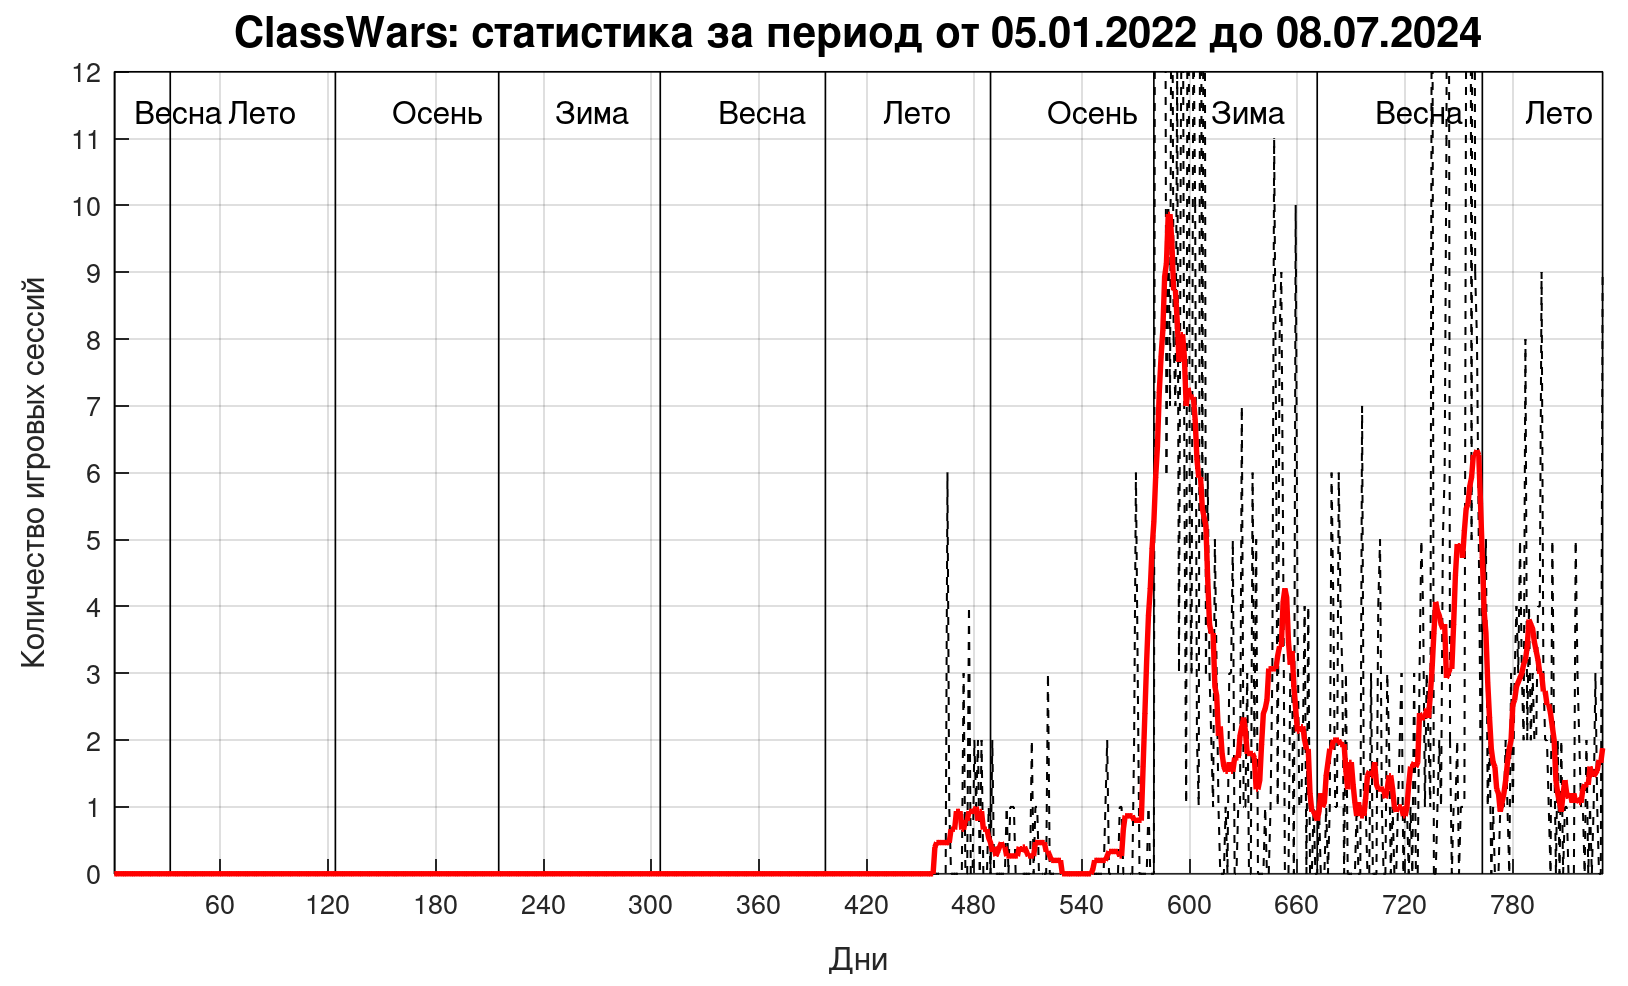 ClassWars: статистика за период от 05.01.2022 до 08.07.2024
12
11
10
9
8
7
6
5
4
3
2
1
0
Весна Лето Осень Зима Весна Лето Осень Зима Весна Лето
Количество игровых сессий
60 120 180 240 300 360 420 480 540 600 660 720 780
Дни